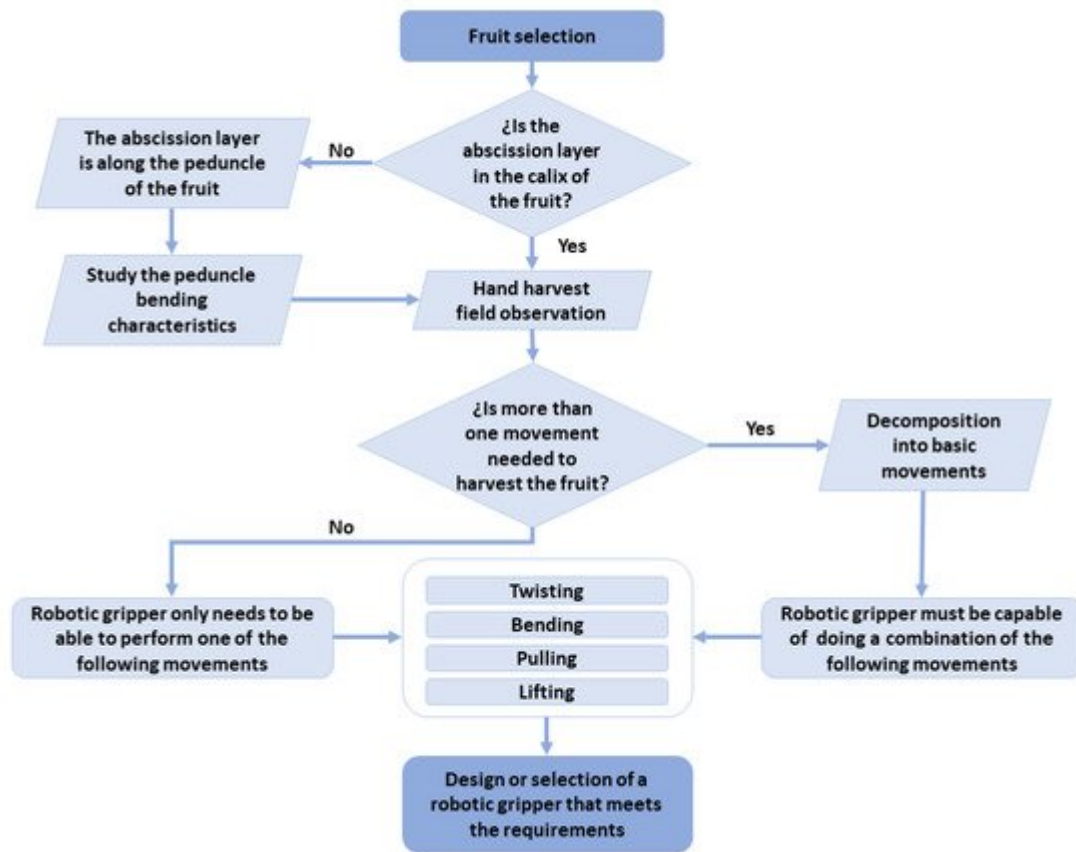 Fruit selection
¿Is the
abscission layer
in the calix of
the fruit?
No
The abscission layer
is along the peduncle
of the fruit
Yes
Study the peduncle
bending
characteristics
Hand harvest
field observation
¿Is more than
one movement
needed to
harvest the fruit?
Yes
Decomposition
into basic
movements
No
Robotic gripper only needs to be
able to perform one of the
following movements
Twisting
Bending
Pulling
Lifting
Robotic gripper must be capable
of doing a combination of the
following movements
Design or selection of a
robotic gripper that meets
the requirements